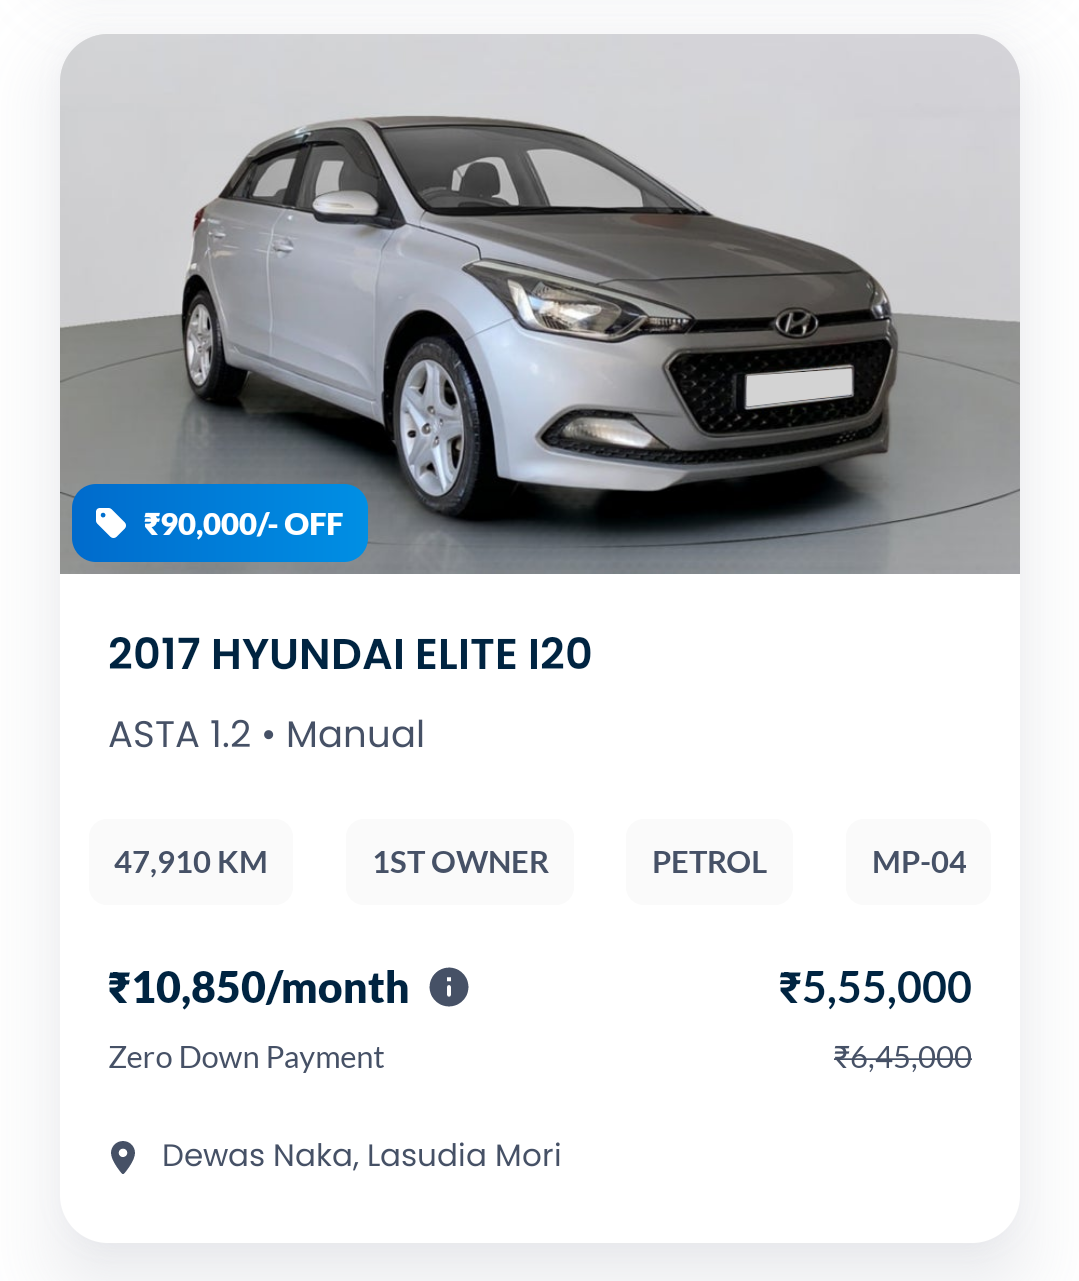 ₹90,000/- OFF
2017 HYUNDAI ELITE I20
ASTA 1.2 • Manual
47,910 KM 1ST OWNER PETROL MP-04
₹10,850/month ₹5,55,000
Zero Down Payment ₹6,45,000
Dewas Naka, Lasudia Mori